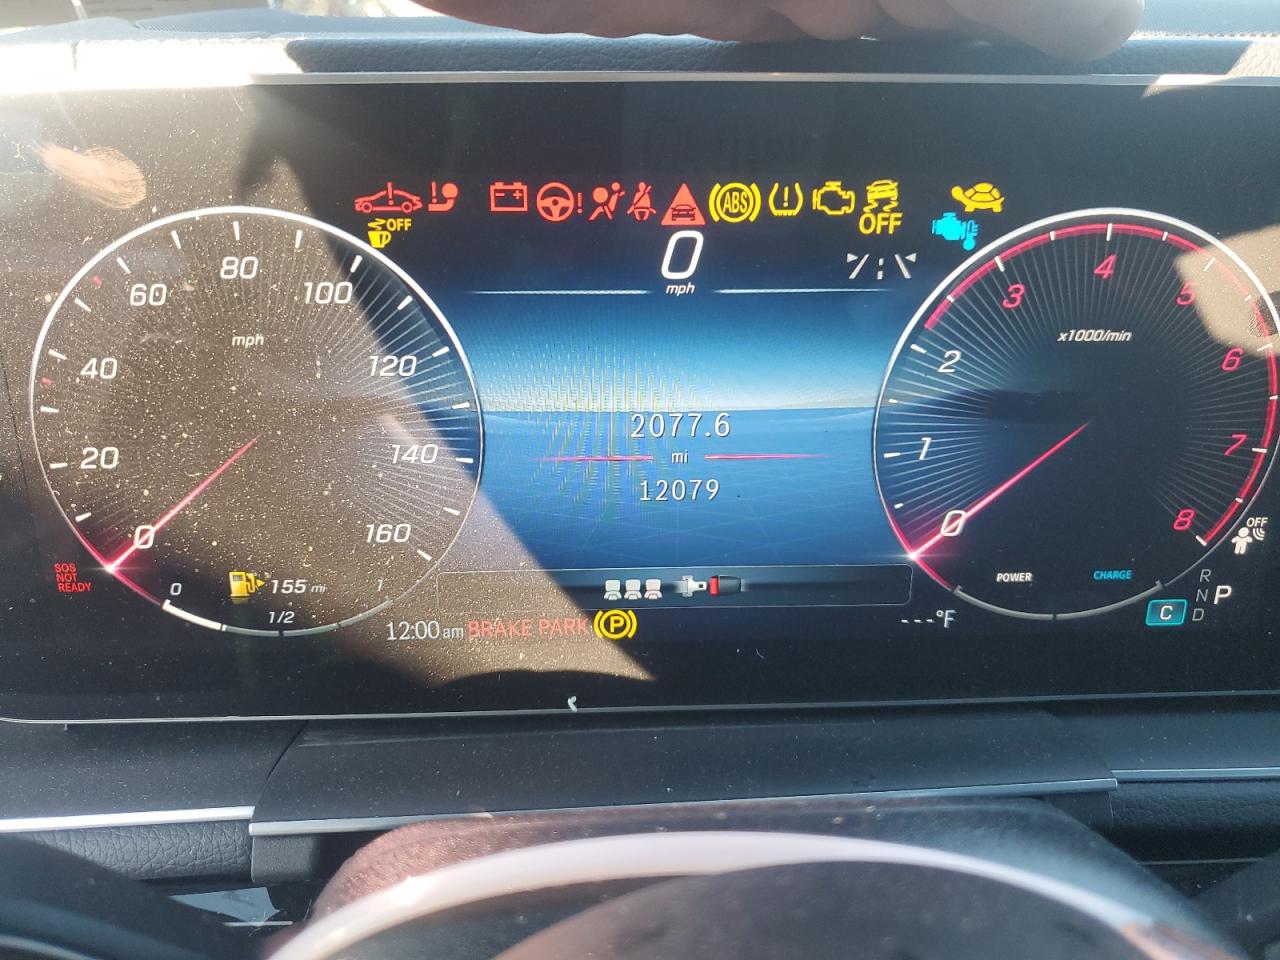 OFF
ABS
OFF
0
mph
80
60
100
mph
40
120
20
140
0
160
SOS
NOT
READY
0
155 mi
1
1/2
2077.6
mi
12079
12:00 am
BRAKE PARK
P
---°F
4
3
5
x1000/min
2
6
1
7
0
8
POWER
CHARGE
OFF
R
N
P
C
D